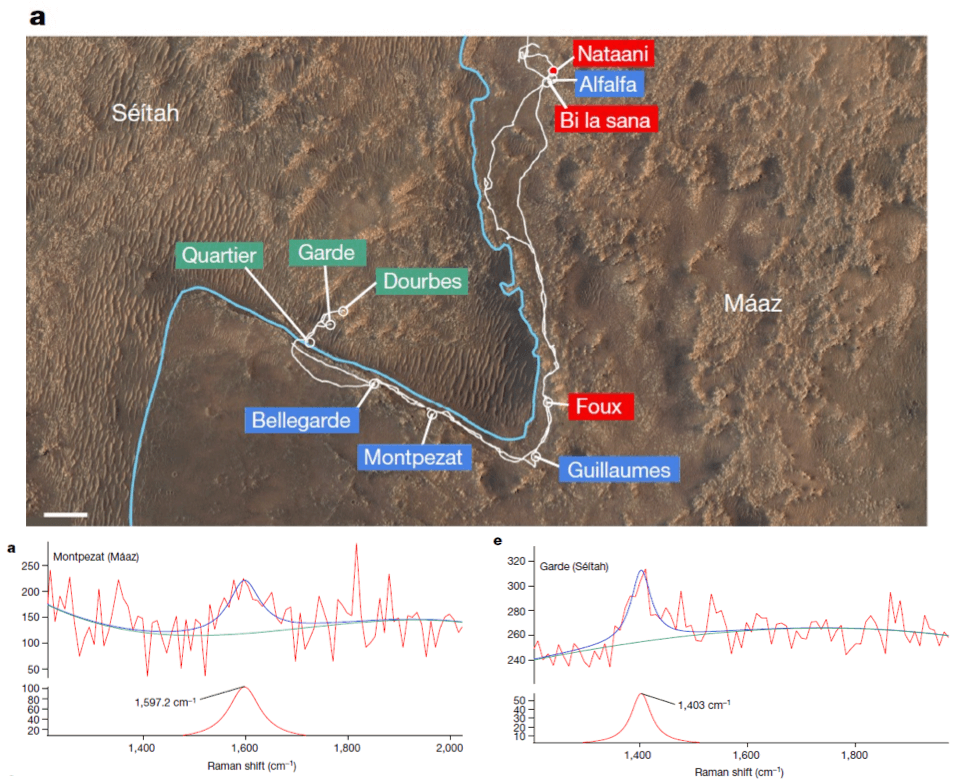 a
Nataani
Alfalfa
Bi la sana
Séítah
Quartier
Garde
Dourbes
Máaz
Bellegarde
Foux
Montpezat
Guillaumes
a
Montpezat (Máaz)
250
200
150
100
50
100
80
60
40
20
1,597.2 cm⁻¹
1,400
1,600
1,800
2,000
Raman shift (cm⁻¹)
e
Garde (Séítah)
320
300
280
260
240
50
40
30
20
10
1,403 cm⁻¹
1,400
1,600
1,800
Raman shift (cm⁻¹)